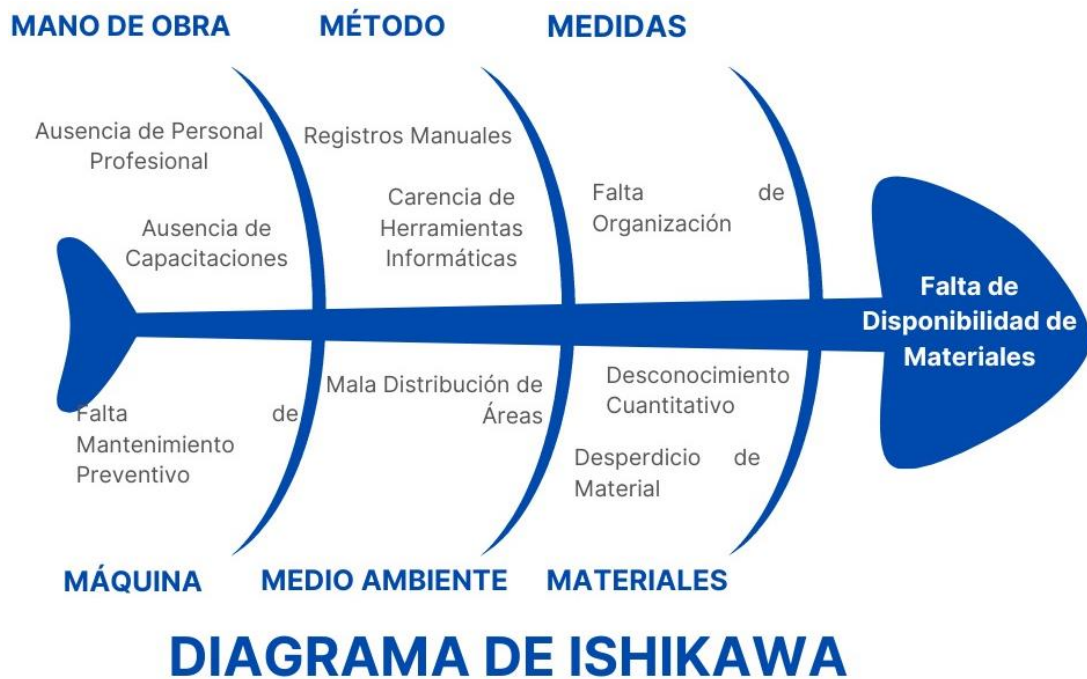 MANO DE OBRA
MÉTODO
MEDIDAS
Ausencia de Personal
Profesional
Ausencia de
Capacitaciones
Registros Manuales
Carencia de
Herramientas
Informáticas
Falta de
Organización
Falta de
Disponibilidad de
Materiales
Falta de
Mantenimiento
Preventivo
Mala Distribución de
Áreas
Desconocimiento
Cuantitativo
Desperdicio de
Material
MÁQUINA
MEDIO AMBIENTE
MATERIALES
DIAGRAMA DE ISHIKAWA